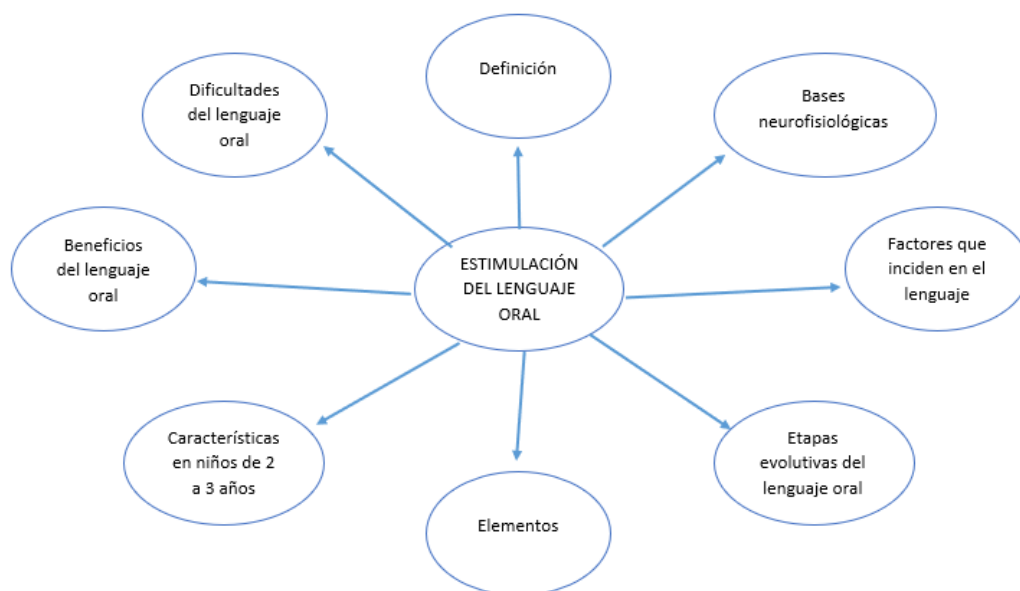 Definición
Dificultades
del lenguaje
oral
Bases
neurofisiológicas
Beneficios
del lenguaje
oral
ESTIMULACIÓN
DEL LENGUAJE
ORAL
Factores que
inciden en el
lenguaje
Característícas
en niños de 2
a 3 años
Elementos
Etapas
evolutivas del
lenguaje oral